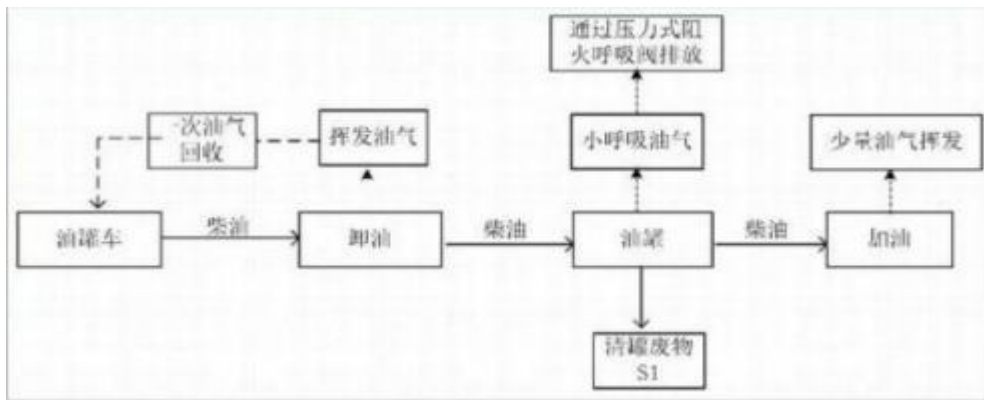 通过压力式阻
火呼吸阀排放
一次油气
回收
挥发油气
小呼吸油气
少量油气挥发
油罐车
柴油
卸油
柴油
油罐
柴油
加油
清罐废物
S1